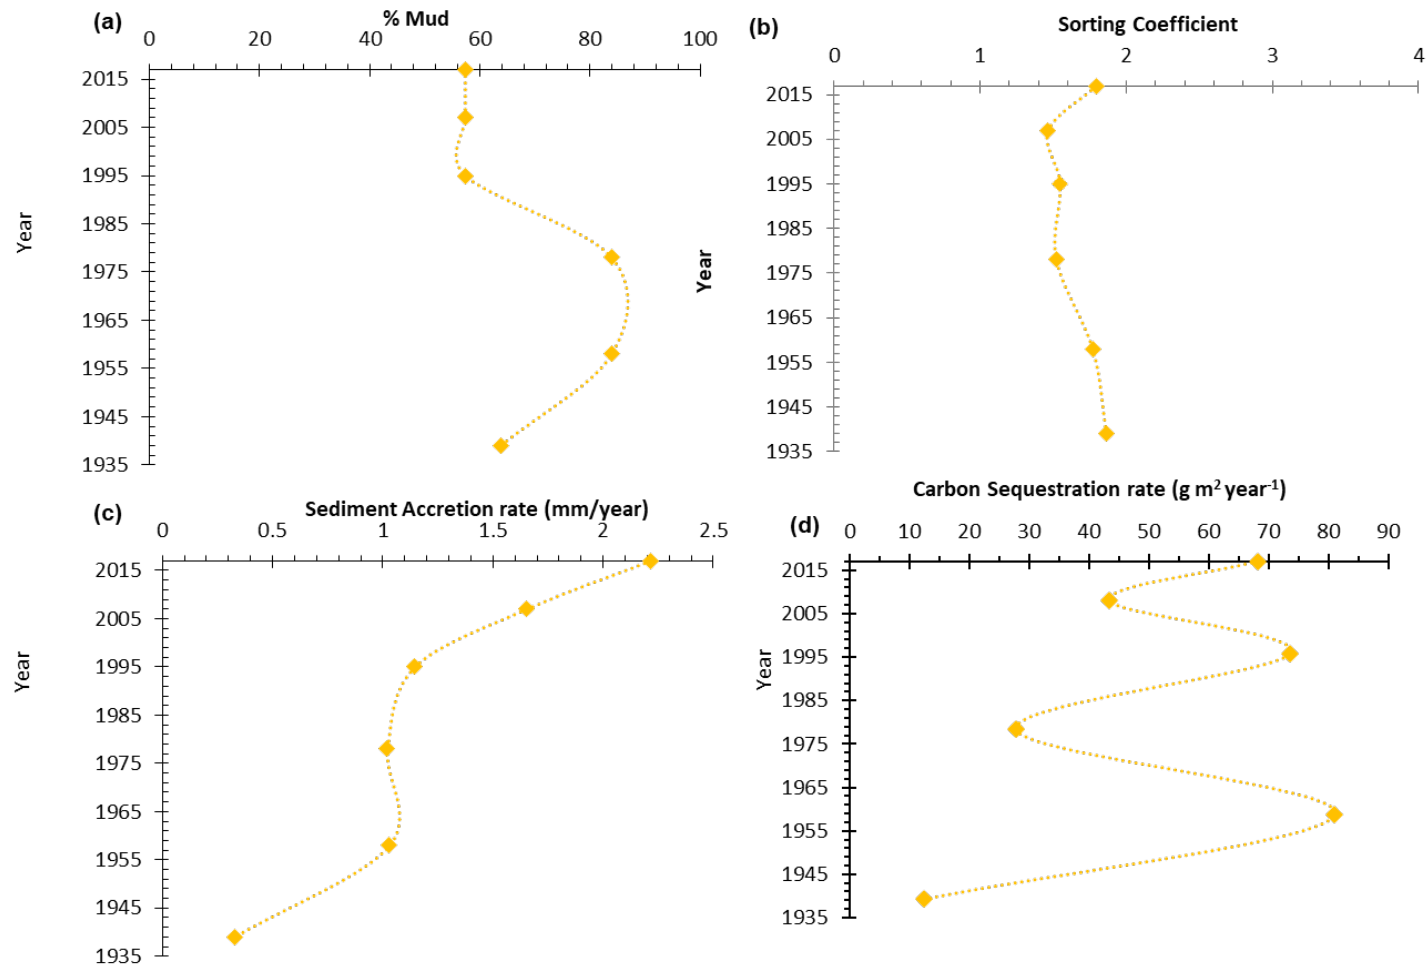 (a)
% Mud
0 20 40 60 80 100
2015
2005
1995
1985
1975
1965
1955
1945
1935
Year
(b)
Sorting Coefficient
0 1 2 3 4
2015
2005
1995
1985
1975
1965
1955
1945
1935
Year
(c)
Sediment Accretion rate (mm/year)
0 0.5 1 1.5 2 2.5
2015
2005
1995
1985
1975
1965
1955
1945
1935
Year
(d)
Carbon Sequestration rate (g m² year⁻¹)
0 10 20 30 40 50 60 70 80 90
2015
2005
1995
1985
1975
1965
1955
1945
1935
Year